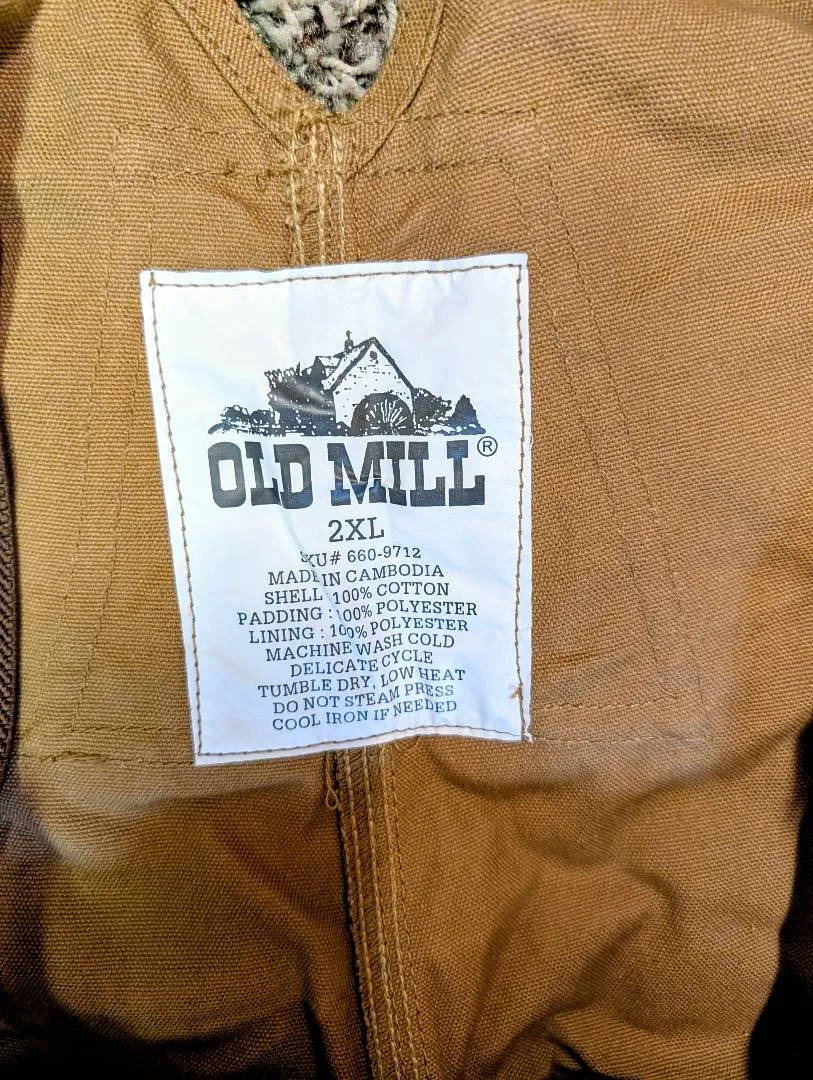 OLD MILL®
2XL
SKU# 660-9712
MADE IN CAMBODIA
SHELL 100% COTTON
PADDING : 100% POLYESTER
LINING : 100% POLYESTER
MACHINE WASH COLD
DELICATE CYCLE
TUMBLE DRY, LOW HEAT
DO NOT STEAM PRESS
COOL IRON IF NEEDED